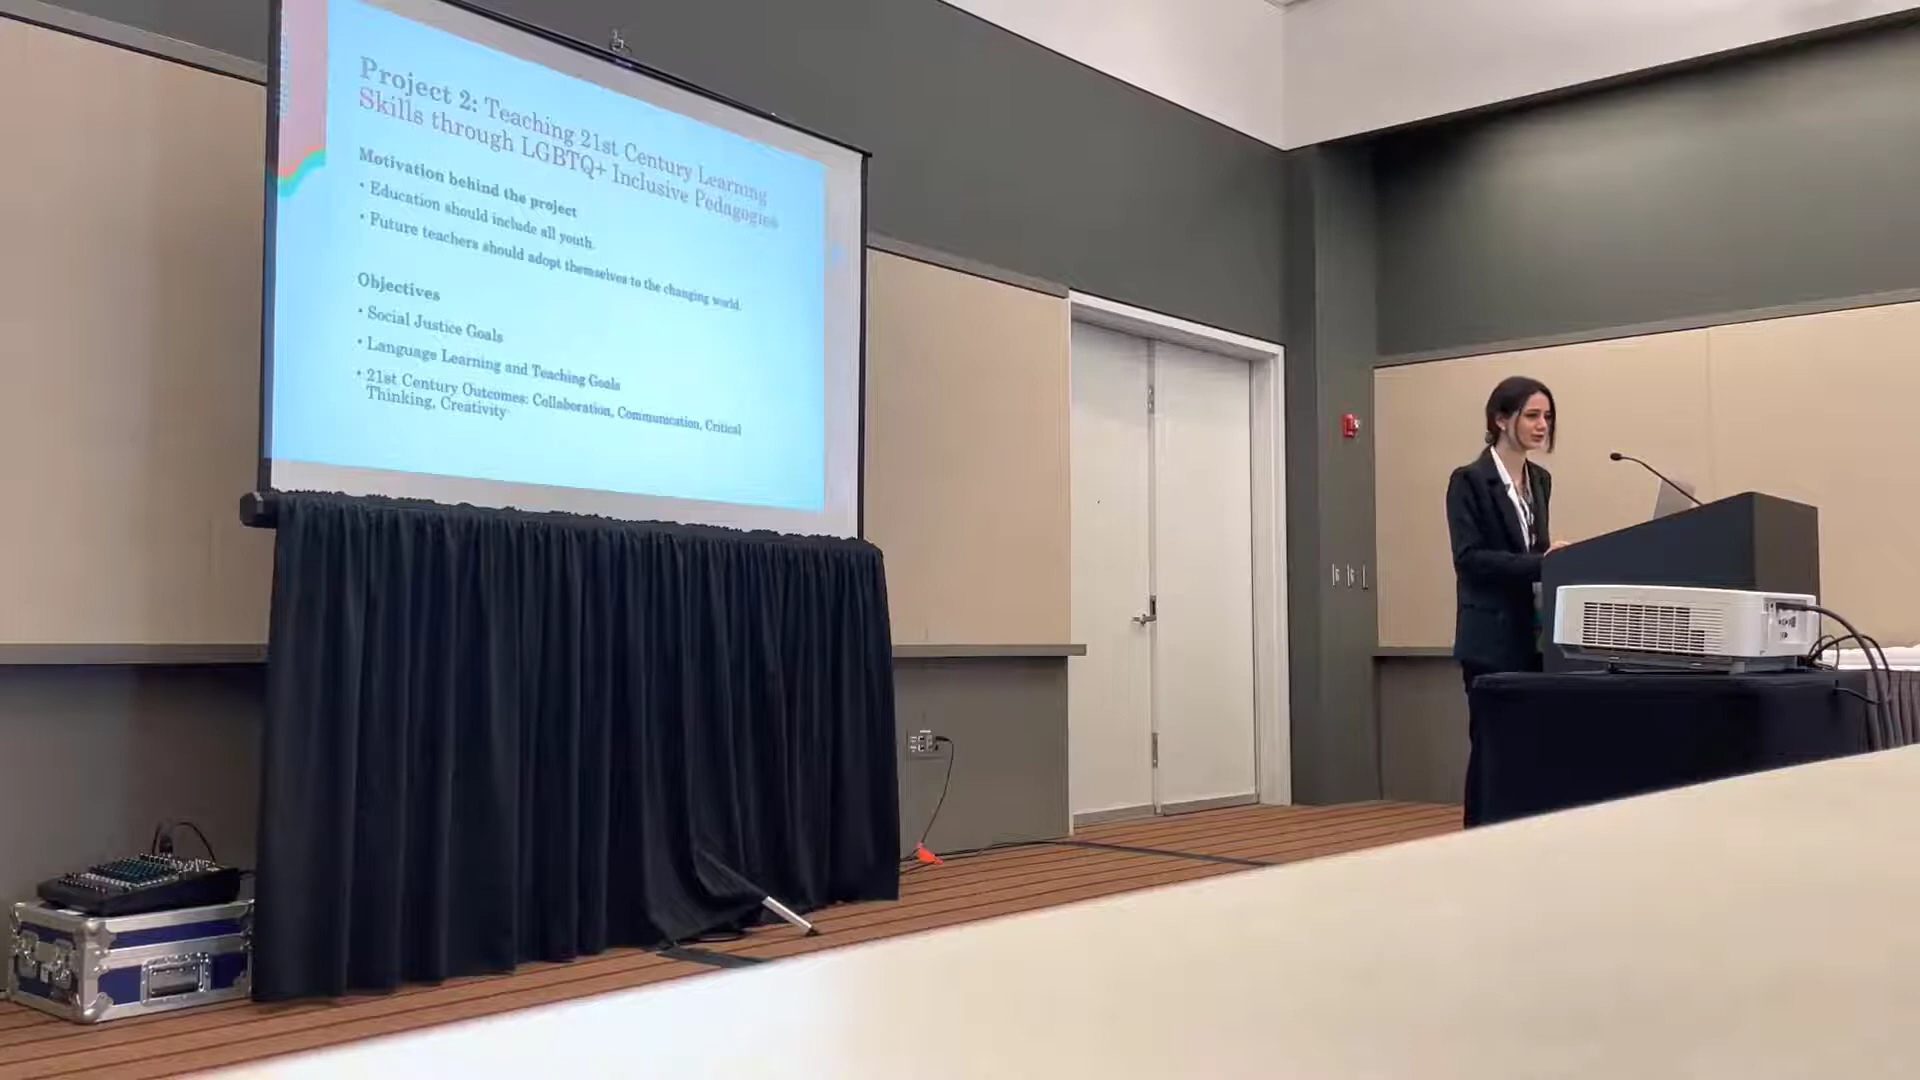 Project 2: Teaching 21st Century Learning
Skills through LGBTQ+ Inclusive Pedagogies
Motivation behind the project
• Education should include all youth.
• Future teachers should adopt themselves to the changing world.
Objectives
• Social Justice Goals
• Language Learning and Teaching Goals
• 21st Century Outcomes: Collaboration, Communication, Critical
Thinking, Creativity